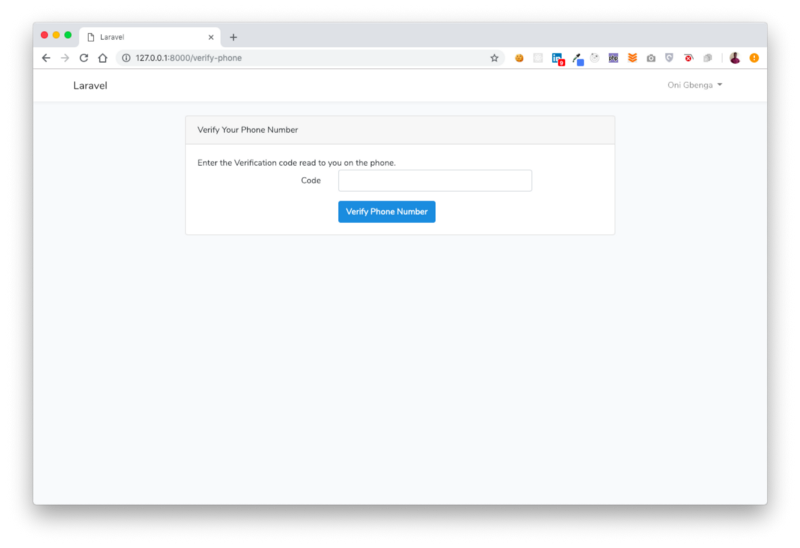 Laravel
127.0.0.1:8000/verify-phone
Laravel
Oni Gbenga
Verify Your Phone Number
Enter the Verification code read to you on the phone.
Code
Verify Phone Number